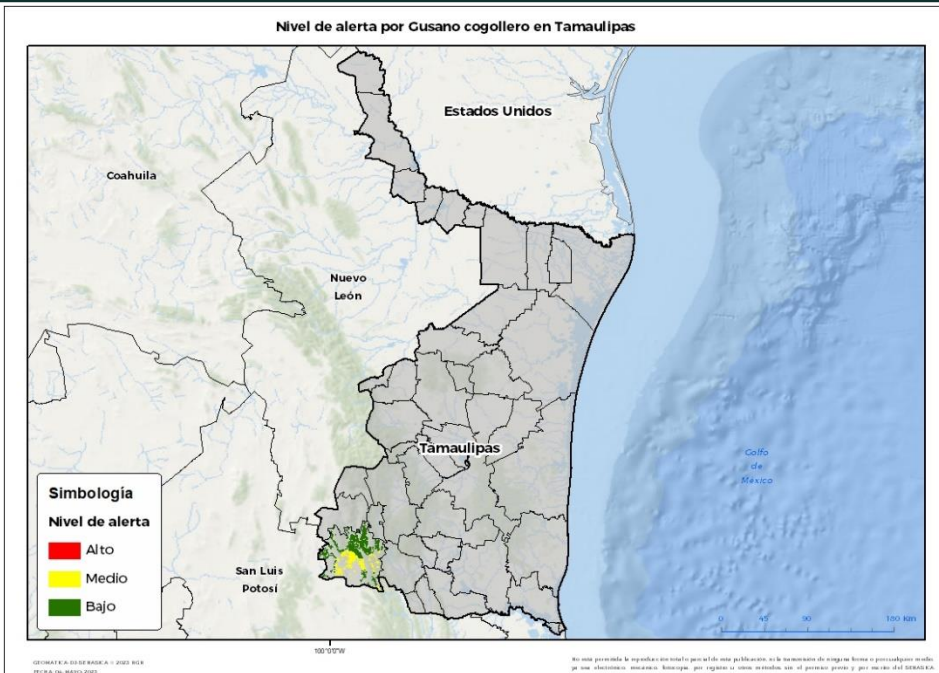 Nivel de alerta por Gusano cogollero en Tamaulipas
Estados Unidos
Coahuila
Nuevo
León
Tamaulipas
Golfo
de
México
San Luis
Potosí
Simbología
Nivel de alerta
Alto
Medio
Bajo
0 45 90 180 Km
100°0'0"W